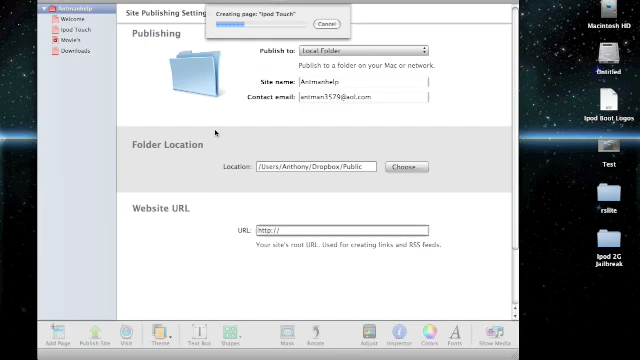 Antmanhelp
Welcome
Ipod Touch
Movie's
Downloads
Site Publishing Setting
Creating page: "Ipod Touch"
Cancel
Publishing
Publish to:
Local Folder
Publish to a folder on your Mac or network.
Site name:
Antmanhelp
Contact email:
antman3579@aol.com
Folder Location
Location:
/Users/Anthony/Dropbox/Public
Choose...
Website URL
URL:
http://
Your site's root URL. Used for creating links and RSS feeds.
Add Page
Publish Site
Visit
Theme
Text Box
Shapes
Mask
Rotate
Adjust
Inspector
Colors
Fonts
Show Media
Macintosh HD
Untitled
Ipod Boot Logos
Test
rsllite
Ipod 2G
Jailbreak